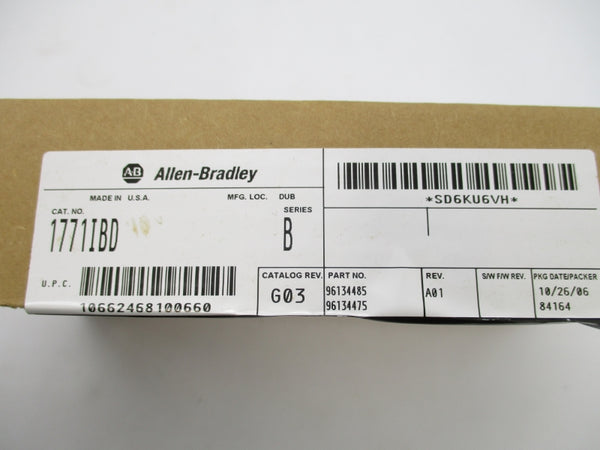 AB Allen-Bradley
MADE IN U.S.A. MFG. LOC. DUB
CAT. NO. SERIES
1771IBD B
U.P.C.
10662468100660
*SD6KU6VH*
CATALOG REV. PART NO. REV. S/W F/W REV. PKG DATE/PACKER
G03 96134485 A01 10/26/06
96134475 84164